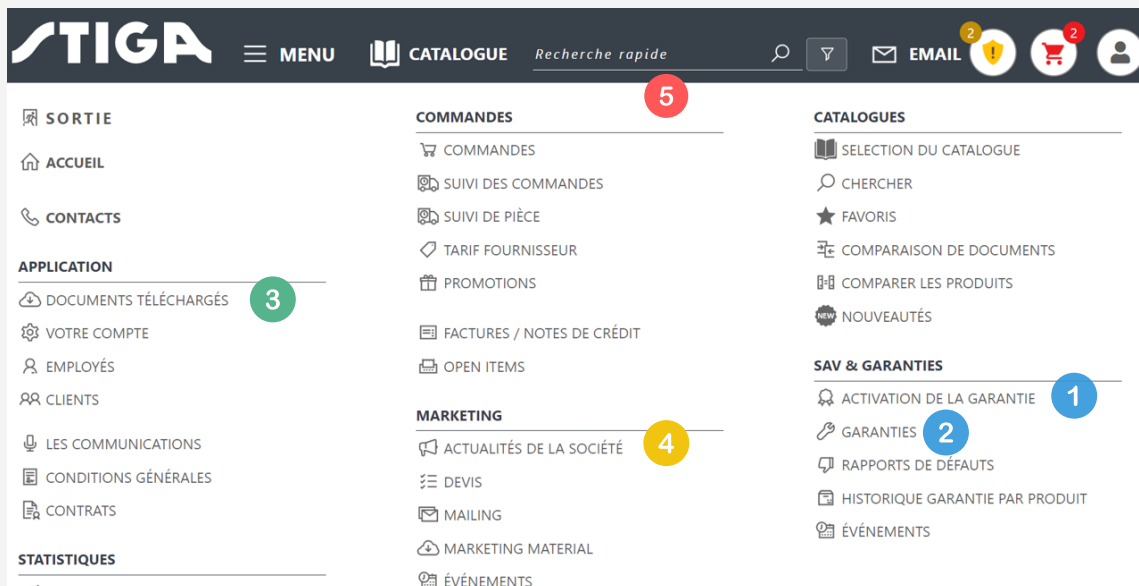 STIGA
MENU
CATALOGUE
Recherche rapide
EMAIL
2
2
5
SORTIE
ACCUEIL
CONTACTS
APPLICATION
DOCUMENTS TÉLÉCHARGÉS
3
VOTRE COMPTE
EMPLOYÉS
CLIENTS
LES COMMUNICATIONS
CONDITIONS GÉNÉRALES
CONTRATS
STATISTIQUES
COMMANDES
COMMANDES
SUIVI DES COMMANDES
SUIVI DE PIÈCE
TARIF FOURNISSEUR
PROMOTIONS
FACTURES / NOTES DE CRÉDIT
OPEN ITEMS
MARKETING
ACTUALITÉS DE LA SOCIÉTÉ
4
DEVIS
MAILING
MARKETING MATERIAL
ÉVÉNEMENTS
CATALOGUES
SELECTION DU CATALOGUE
CHERCHER
FAVORIS
COMPARAISON DE DOCUMENTS
COMPARER LES PRODUITS
NEW
NOUVEAUTÉS
SAV & GARANTIES
ACTIVATION DE LA GARANTIE
1
GARANTIES
2
RAPPORTS DE DÉFAUTS
HISTORIQUE GARANTIE PAR PRODUIT
ÉVÉNEMENTS